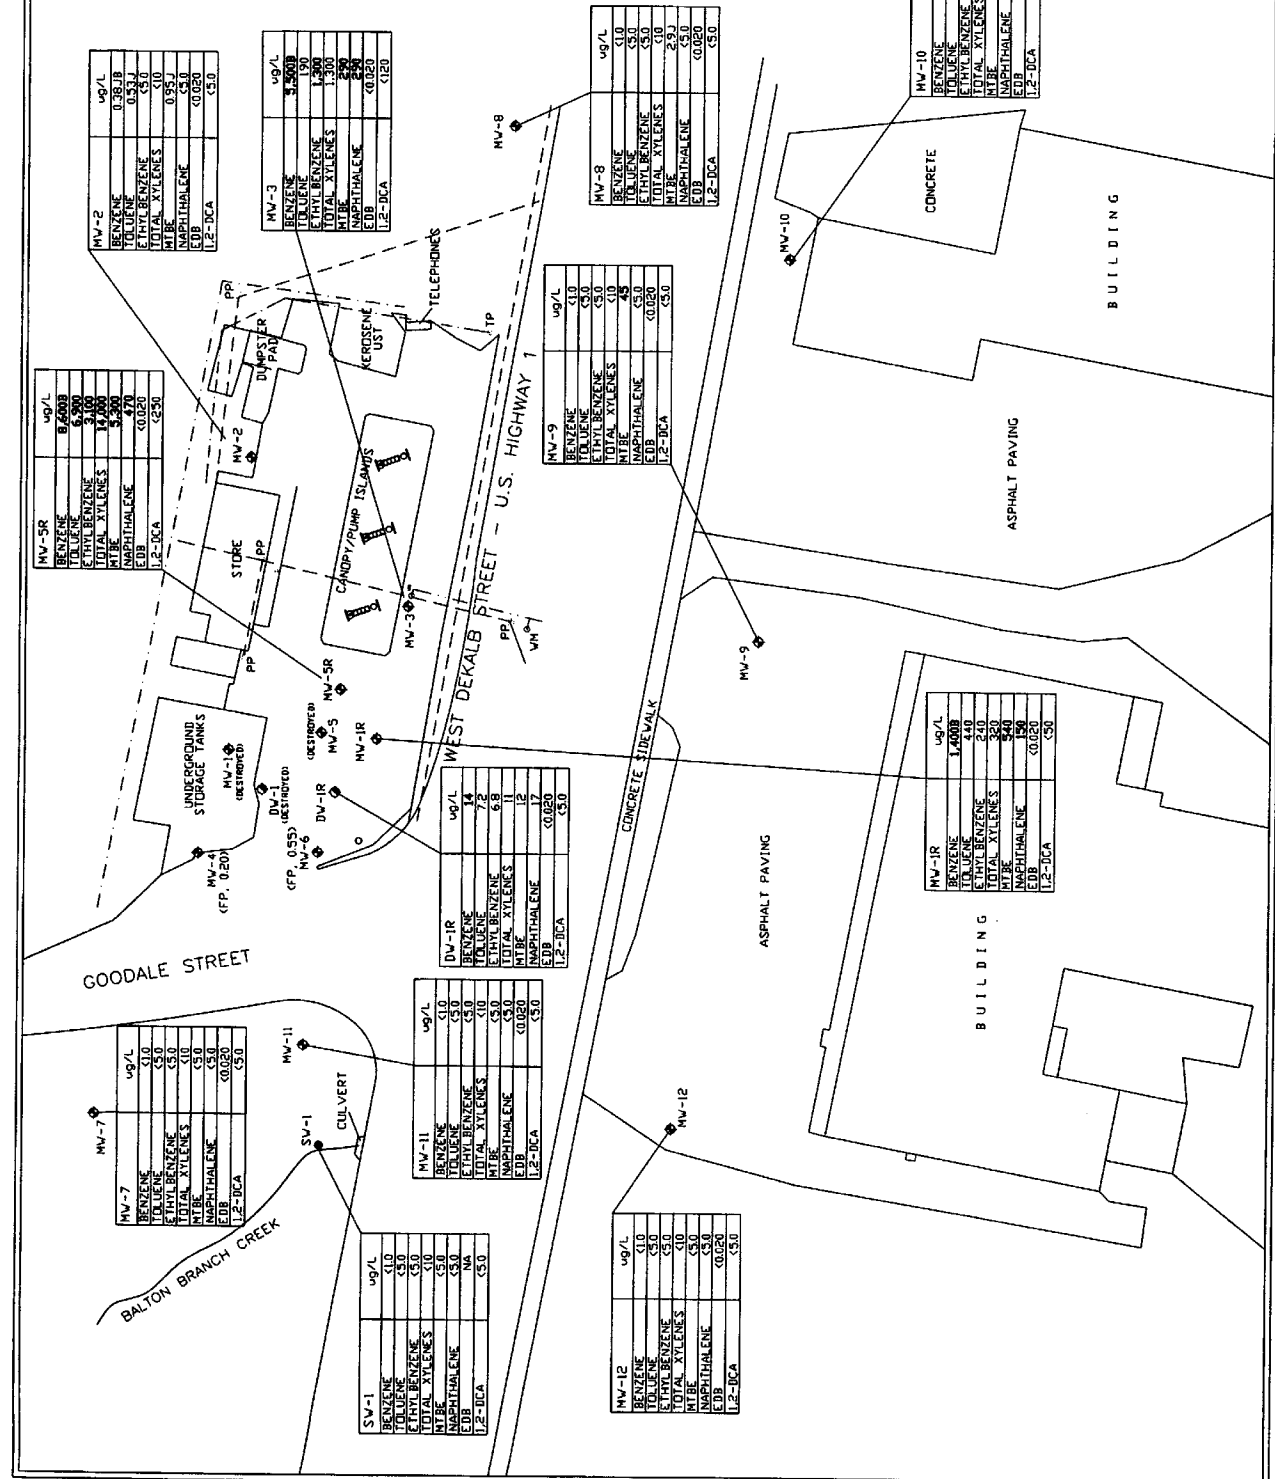 MW-7 ug/L
BENZENE <1.0
TOLUENE <5.0
ETHYLBENZENE <5.0
TOTAL XYLENES <10
MTBE <5.0
NAPHTHALENE <5.0
EDB <0.020
1,2-DCA <5.0
MW-5R ug/L
BENZENE 8,600B
TOLUENE 6,900
ETHYLBENZENE 3,100
TOTAL XYLENES 14,000
MTBE 5,300
NAPHTHALENE 470
EDB <0.020
1,2-DCA <250
MW-2 ug/L
BENZENE 0.38JB
TOLUENE 0.53J
ETHYLBENZENE <5.0
TOTAL XYLENES <10
MTBE 0.95J
NAPHTHALENE <5.0
EDB <0.020
1,2-DCA <5.0
MW-3 ug/L
BENZENE 5,500B
TOLUENE 190
ETHYLBENZENE 1,300
TOTAL XYLENES 1,300
MTBE
NAPHTHALENE
EDB <0.020
1,2-DCA <120
MW-7
BALTON BRANCH CREEK
SW-1
CULVERT
MW-11
GOODALE STREET
MW-4
(FP, 0.20)
UNDERGROUND
STORAGE TANKS
MW-1
(DESTROYED)
DW-1
(DESTROYED)
(FP, 0.55)
MW-6
DW-1R
(DESTROYED)
MW-5
MW-5R
MW-1R
PP
STORE
PP
MW-2
DUMPSTER
PAD
PP
KEROSENE
UST
TELEPHONES
TP
CANOPY/PUMP ISLANDS
MW-3
PP
WM
WEST DEKALB STREET - U.S. HIGHWAY 1
MW-8
SW-1 ug/L
BENZENE <1.0
TOLUENE <5.0
ETHYLBENZENE <5.0
TOTAL XYLENES <10
MTBE <5.0
NAPHTHALENE <5.0
EDB NA
1,2-DCA <5.0
MW-11 ug/L
BENZENE <1.0
TOLUENE <5.0
ETHYLBENZENE <5.0
TOTAL XYLENES <10
MTBE <5.0
NAPHTHALENE <5.0
EDB <0.020
1,2-DCA <5.0
DW-1R ug/L
BENZENE 14
TOLUENE 7.2
ETHYLBENZENE 6.8
TOTAL XYLENES 11
MTBE 12
NAPHTHALENE 17
EDB <0.020
1,2-DCA <5.0
MW-9 ug/L
BENZENE <1.0
TOLUENE <5.0
ETHYLBENZENE <5.0
TOTAL XYLENES <10
MTBE 45
NAPHTHALENE <5.0
EDB <0.020
1,2-DCA <5.0
MW-8 ug/L
BENZENE <1.0
TOLUENE <5.0
ETHYLBENZENE <5.0
TOTAL XYLENES <10
MTBE 2.9J
NAPHTHALENE <5.0
EDB <0.020
1,2-DCA <5.0
MW-12 ug/L
BENZENE <1.0
TOLUENE <5.0
ETHYLBENZENE <5.0
TOTAL XYLENES <10
MTBE <5.0
NAPHTHALENE <5.0
EDB <0.020
1,2-DCA <5.0
CONCRETE SIDEWALK
MW-12
MW-9
MW-10
ASPHALT PAVING
CONCRETE
MW-1R ug/L
BENZENE 1,400B
TOLUENE 440
ETHYLBENZENE 240
TOTAL XYLENES 320
MTBE 540
NAPHTHALENE 150
EDB <0.020
1,2-DCA <50
MW-10
BENZENE
TOLUENE
ETHYLBENZENE
TOTAL XYLENES
MTBE
NAPHTHALENE
EDB
1,2-DCA
BUILDING
ASPHALT PAVING
BUILDING